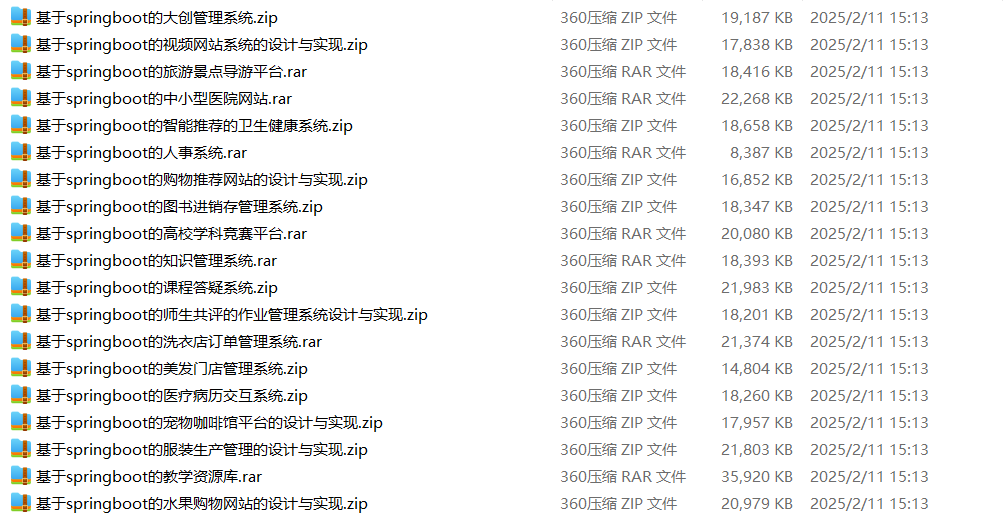 基于springboot的大创管理系统.zip 360压缩 ZIP 文件 19,187 KB 2025/2/11 15:13
基于springboot的视频网站系统的设计与实现.zip 360压缩 ZIP 文件 17,838 KB 2025/2/11 15:13
基于springboot的旅游景点导游平台.rar 360压缩 RAR 文件 18,416 KB 2025/2/11 15:13
基于springboot的中小型医院网站.rar 360压缩 RAR 文件 22,268 KB 2025/2/11 15:13
基于springboot的智能推荐的卫生健康系统.zip 360压缩 ZIP 文件 18,658 KB 2025/2/11 15:13
基于springboot的人事系统.rar 360压缩 RAR 文件 8,387 KB 2025/2/11 15:13
基于springboot的购物推荐网站的设计与实现.zip 360压缩 ZIP 文件 16,852 KB 2025/2/11 15:13
基于springboot的图书进销存管理系统.zip 360压缩 ZIP 文件 18,347 KB 2025/2/11 15:13
基于springboot的高校学科竞赛平台.rar 360压缩 RAR 文件 20,080 KB 2025/2/11 15:13
基于springboot的知识管理系统.rar 360压缩 RAR 文件 18,393 KB 2025/2/11 15:13
基于springboot的课程答疑系统.zip 360压缩 ZIP 文件 21,983 KB 2025/2/11 15:13
基于springboot的师生共评的作业管理系统设计与实现.zip 360压缩 ZIP 文件 18,201 KB 2025/2/11 15:13
基于springboot的洗衣店订单管理系统.rar 360压缩 RAR 文件 21,374 KB 2025/2/11 15:13
基于springboot的美发门店管理系统.zip 360压缩 ZIP 文件 14,804 KB 2025/2/11 15:13
基于springboot的医疗病历交互系统.zip 360压缩 ZIP 文件 18,260 KB 2025/2/11 15:13
基于springboot的宠物咖啡馆平台的设计与实现.zip 360压缩 ZIP 文件 17,957 KB 2025/2/11 15:13
基于springboot的服装生产管理的设计与实现.zip 360压缩 ZIP 文件 21,803 KB 2025/2/11 15:13
基于springboot的教学资源库.rar 360压缩 RAR 文件 35,920 KB 2025/2/11 15:13
基于springboot的水果购物网站的设计与实现.zip 360压缩 ZIP 文件 20,979 KB 2025/2/11 15:13